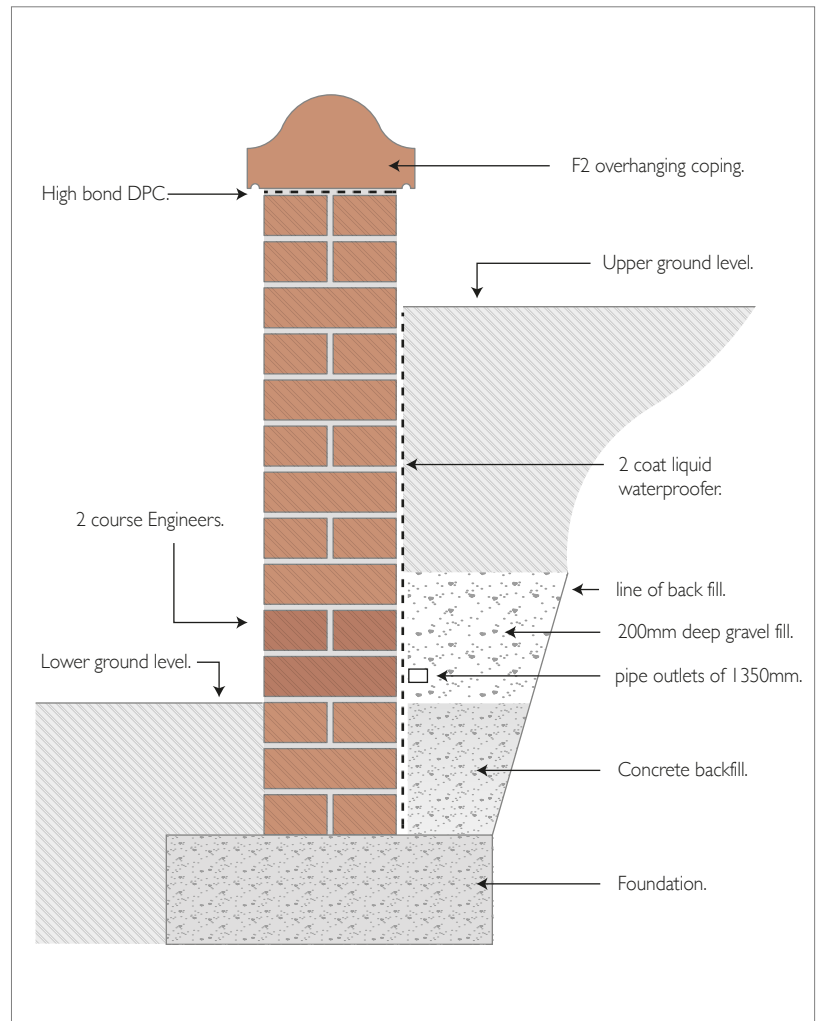 F2 overhanging coping.
High bond DPC.
Upper ground level.
2 coat liquid
waterproofer.
2 course Engineers.
line of back fill.
200mm deep gravel fill.
Lower ground level.
pipe outlets of 1350mm.
Concrete backfill.
Foundation.